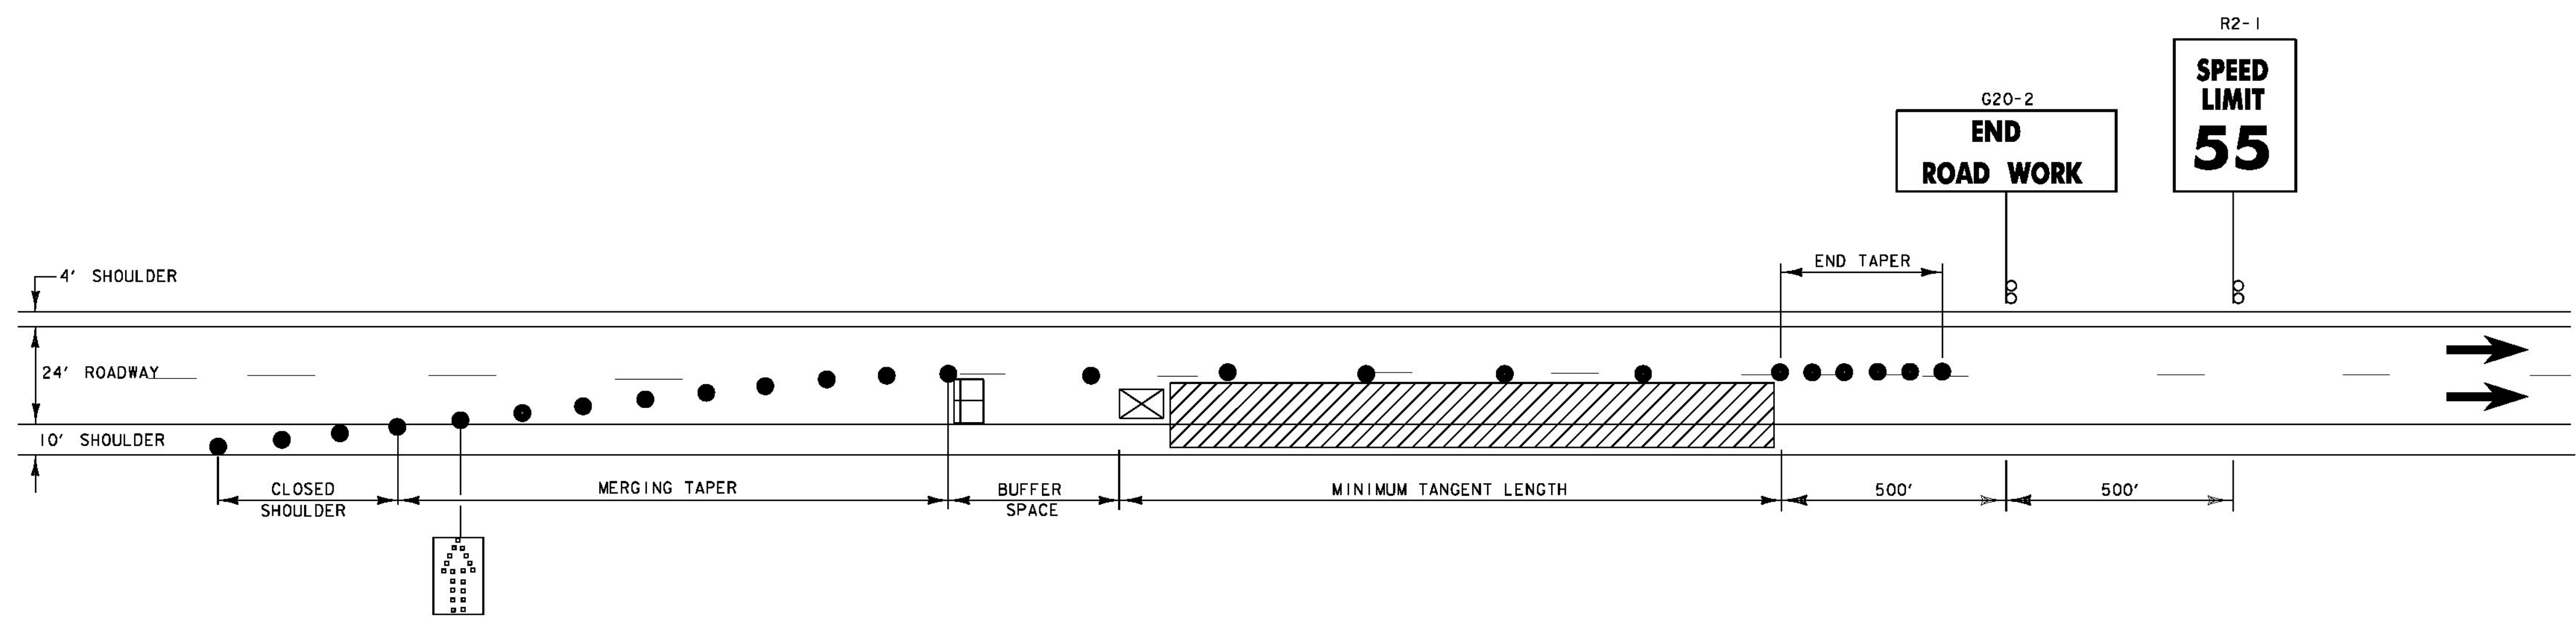 R2-1
SPEED
LIMIT
55
G20-2
END
ROAD WORK
END TAPER
4' SHOULDER
24' ROADWAY
10' SHOULDER
CLOSED
SHOULDER
MERGING TAPER
BUFFER
SPACE
MINIMUM TANGENT LENGTH
500'
500'